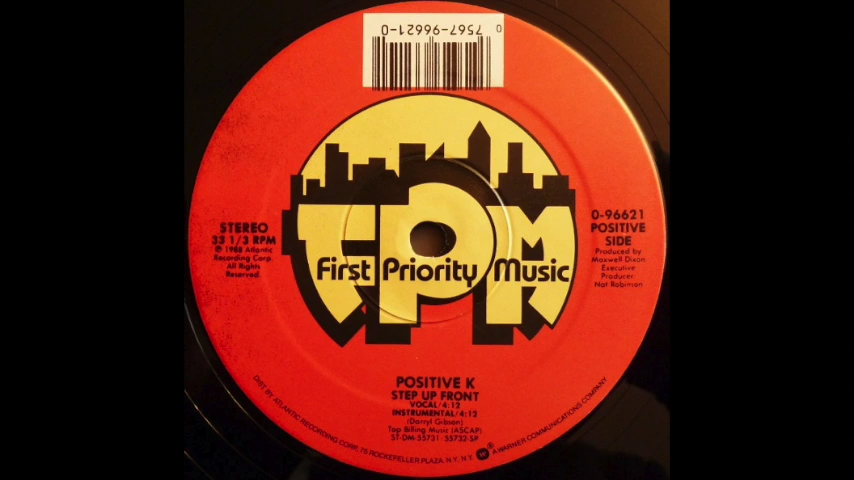 0 7567-96621-0
STEREO
33 1/3 RPM
℗ 1988 Atlantic
Recording Corp.
All Rights
Reserved.
First Priority Music
FPM
0-96621
POSITIVE
SIDE
Produced by
Maxwell Dixon
Executive
Producer
Nat Robinson
POSITIVE K
STEP UP FRONT
VOCAL/4:12
INSTRUMENTAL/4:12
(Darryl Gibson)
Top Billing Music (ASCAP)
ST-DM-55731 55732-SP
DIST. BY ATLANTIC RECORDING CORP., 75 ROCKEFELLER PLAZA, N.Y. N.Y. W ® A WARNER COMMUNICATIONS COMPANY